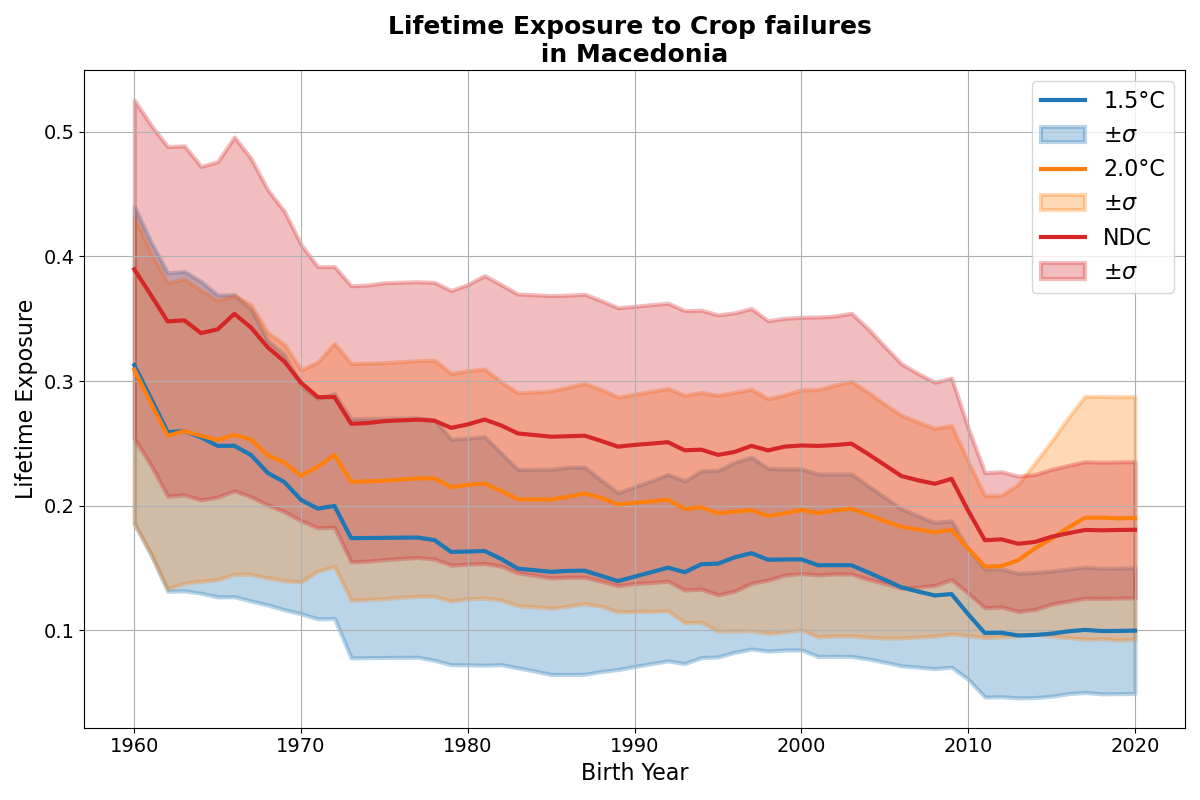 Lifetime Exposure to Crop failures
in Macedonia
1.5°C
±σ
2.0°C
±σ
NDC
±σ
Lifetime Exposure
0.5
0.4
0.3
0.2
0.1
1960
1970
1980
1990
2000
2010
2020
Birth Year